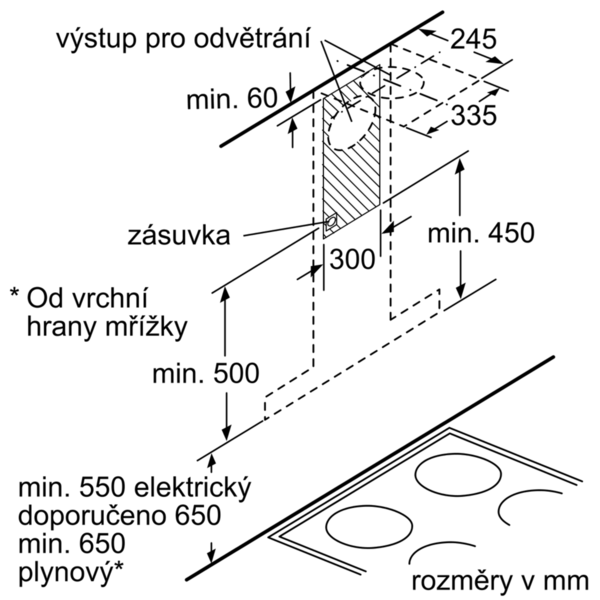 výstup pro odvětrání
245
min. 60
335
zásuvka
min. 450
300
* Od vrchní
hrany mřížky
min. 500
min. 550 elektrický
doporučeno 650
min. 650
plynový*
rozměry v mm